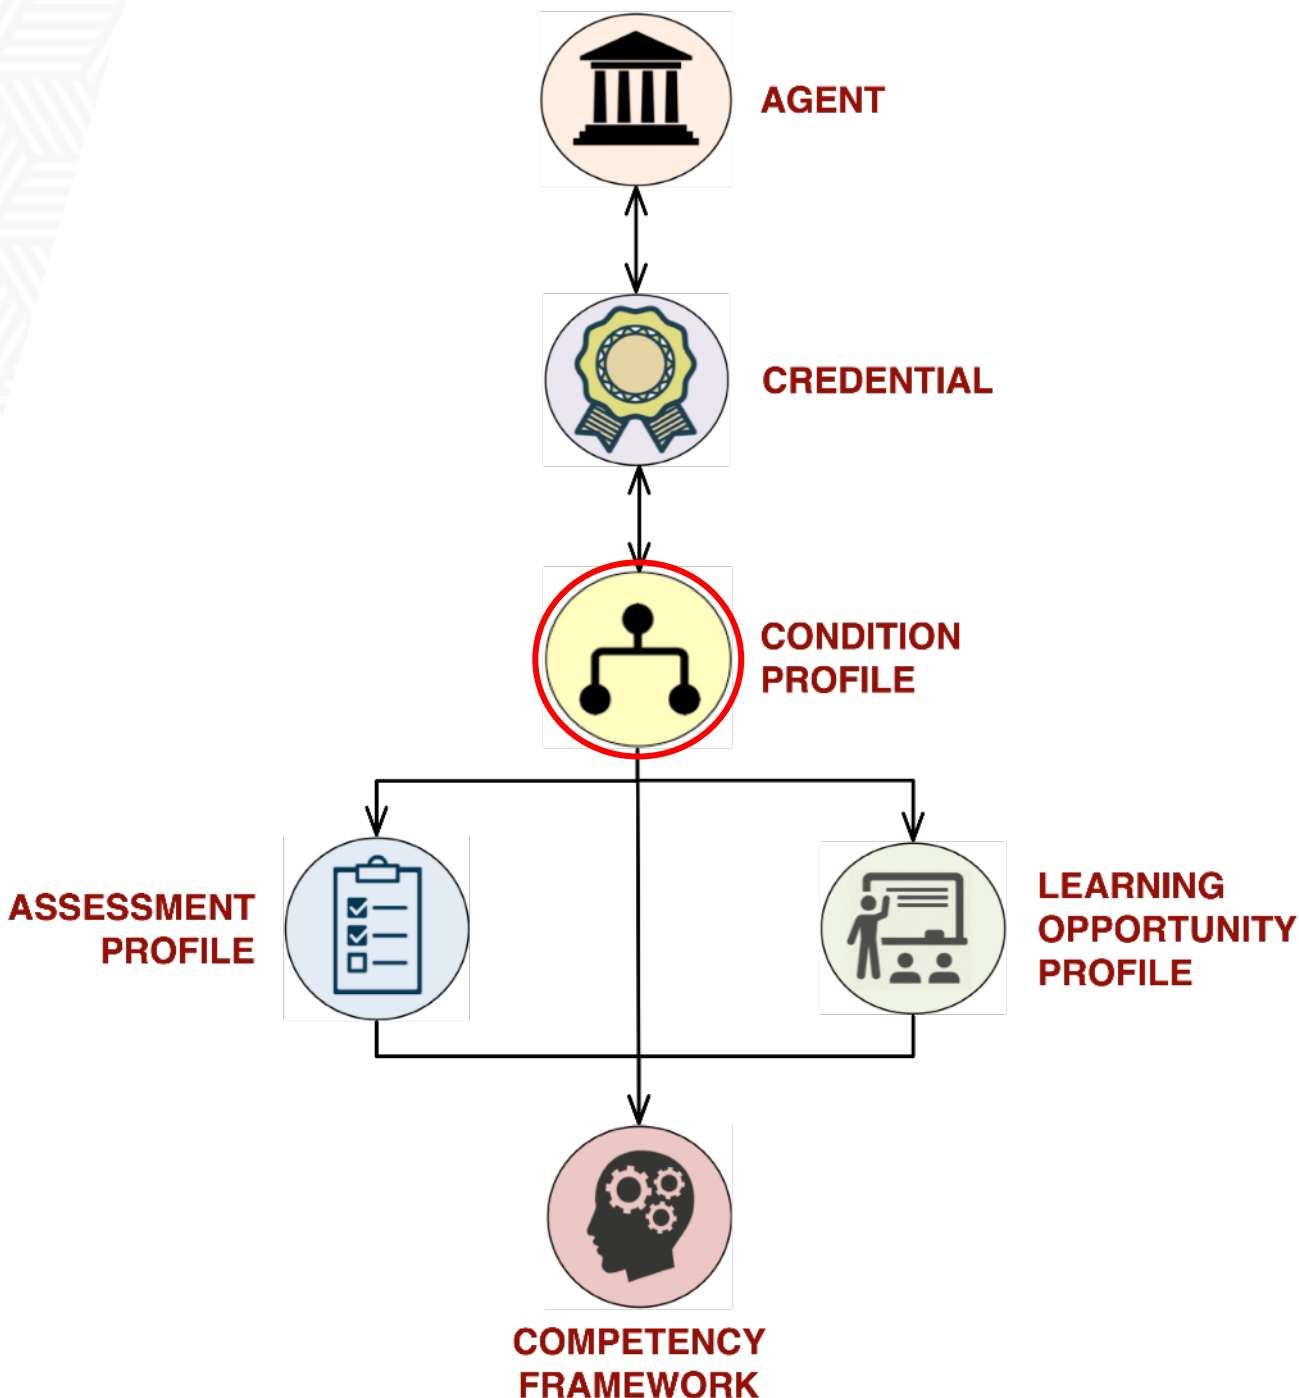 AGENT
CREDENTIAL
CONDITION
PROFILE
ASSESSMENT
PROFILE
LEARNING
OPPORTUNITY
PROFILE
COMPETENCY
FRAMEWORK